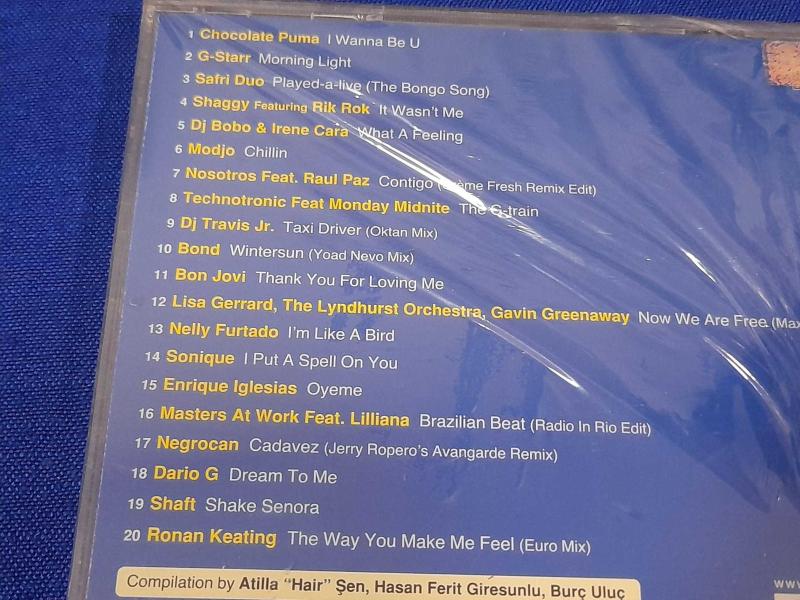 1 Chocolate Puma I Wanna Be U
2 G-Starr Morning Light
3 Safri Duo Played-a-live (The Bongo Song)
4 Shaggy Featuring Rik Rok It Wasn't Me
5 Dj Bobo & Irene Cara What A Feeling
6 Modjo Chillin
7 Nosotros Feat. Raul Paz Contigo Fresh Remix Edit)
8 Technotronic Feat Monday Midnite The G-train
9 Dj Travis Jr. Taxi Driver (Oktan Mix)
10 Bond Wintersun (Yoad Nevo Mix)
11 Bon Jovi Thank You For Loving Me
12 Lisa Gerrard, The Lyndhurst Orchestra, Gavin Greenaway Now We Are Free (Max
13 Nelly Furtado I'm Like A Bird
14 Sonique I Put A Spell On You
15 Enrique Iglesias Oyeme
16 Masters At Work Feat. Lilliana Brazilian Beat (Radio In Rio Edit)
17 Negrocan Cadavez (Jerry Ropero's Avangarde Remix)
18 Dario G Dream To Me
19 Shaft Shake Senora
20 Ronan Keating The Way You Make Me Feel (Euro Mix)
Compilation by Atilla "Hair" Şen, Hasan Ferit Giresunlu, Burç Uluç